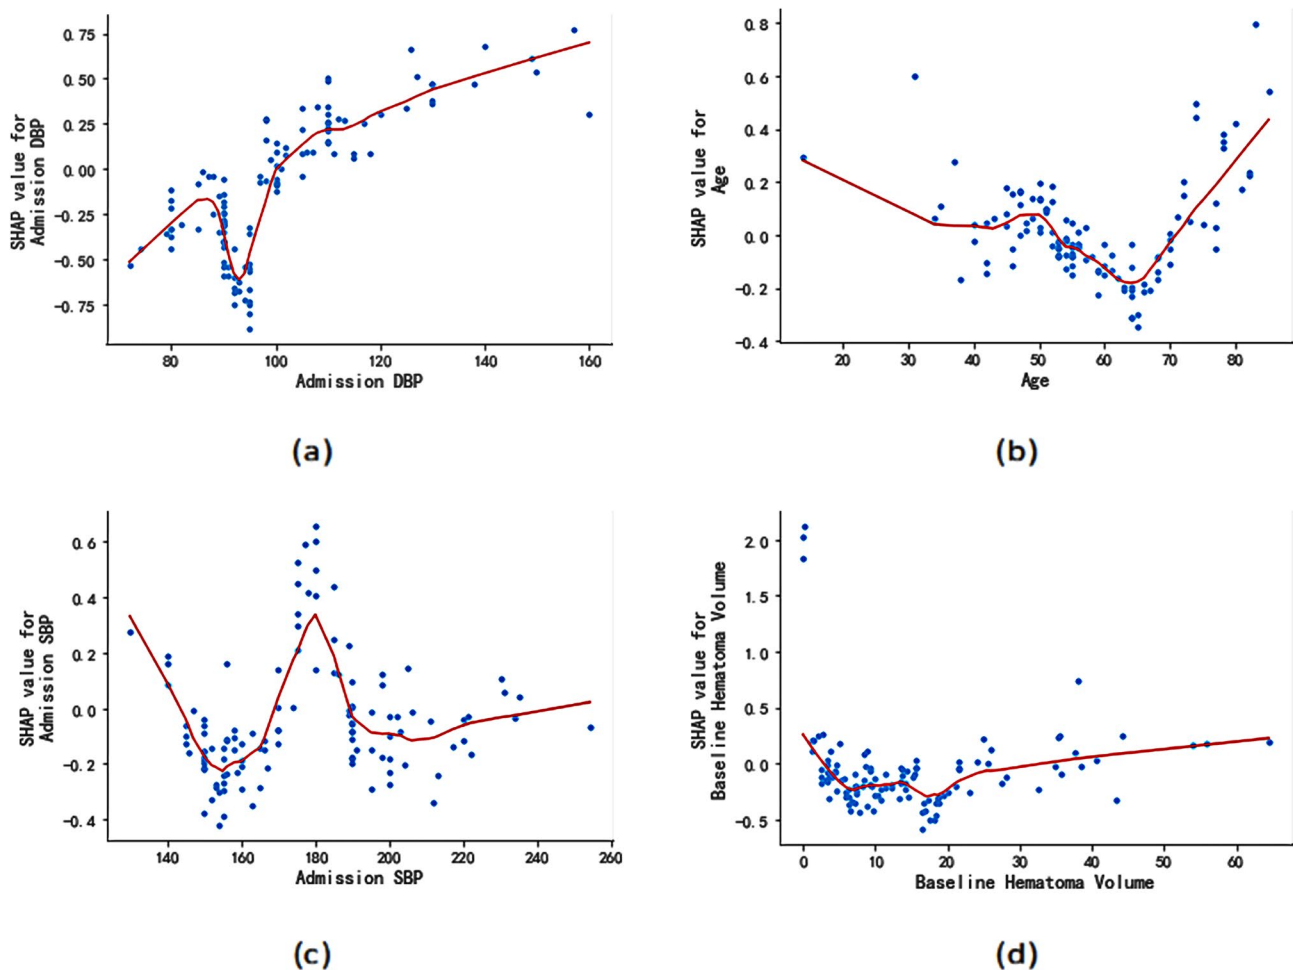 SHAP value for
Admission DBP
0.75
0.50
0.25
0.00
−0.25
−0.50
−0.75
80 100 120 140 160
Admission DBP
(a)
SHAP value for
Age
0.8
0.6
0.4
0.2
0.0
−0.2
−0.4
20 30 40 50 60 70 80
Age
(b)
SHAP value for
Admission SBP
0.6
0.4
0.2
0.0
−0.2
−0.4
140 160 180 200 220 240 260
Admission SBP
(c)
SHAP value for
Baseline Hematoma Volume
2.0
1.5
1.0
0.5
0.0
−0.5
0 10 20 30 40 50 60
Baseline Hematoma Volume
(d)